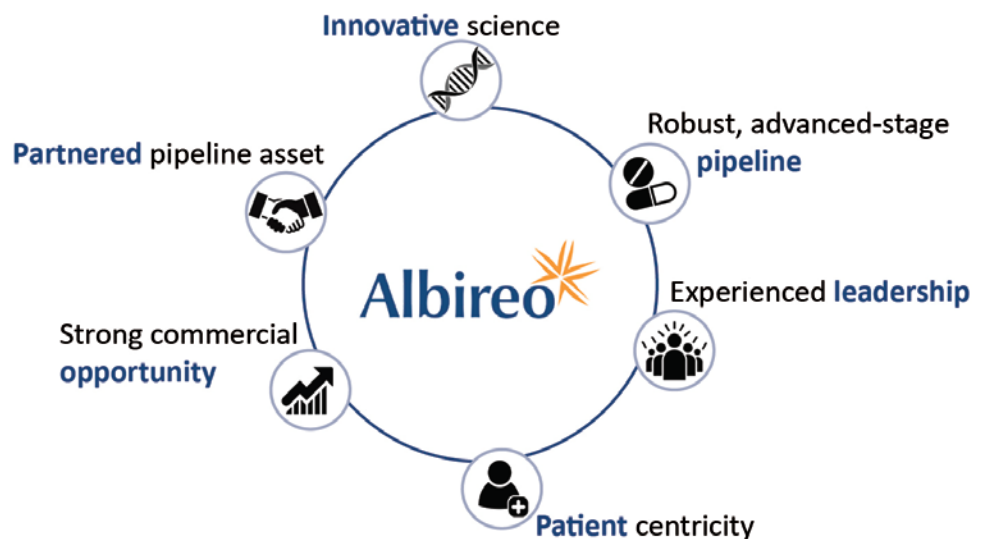 Innovative science
Robust, advanced-stage
pipeline
Partnered pipeline asset
Albireo
Experienced leadership
Strong commercial
opportunity
Patient centricity